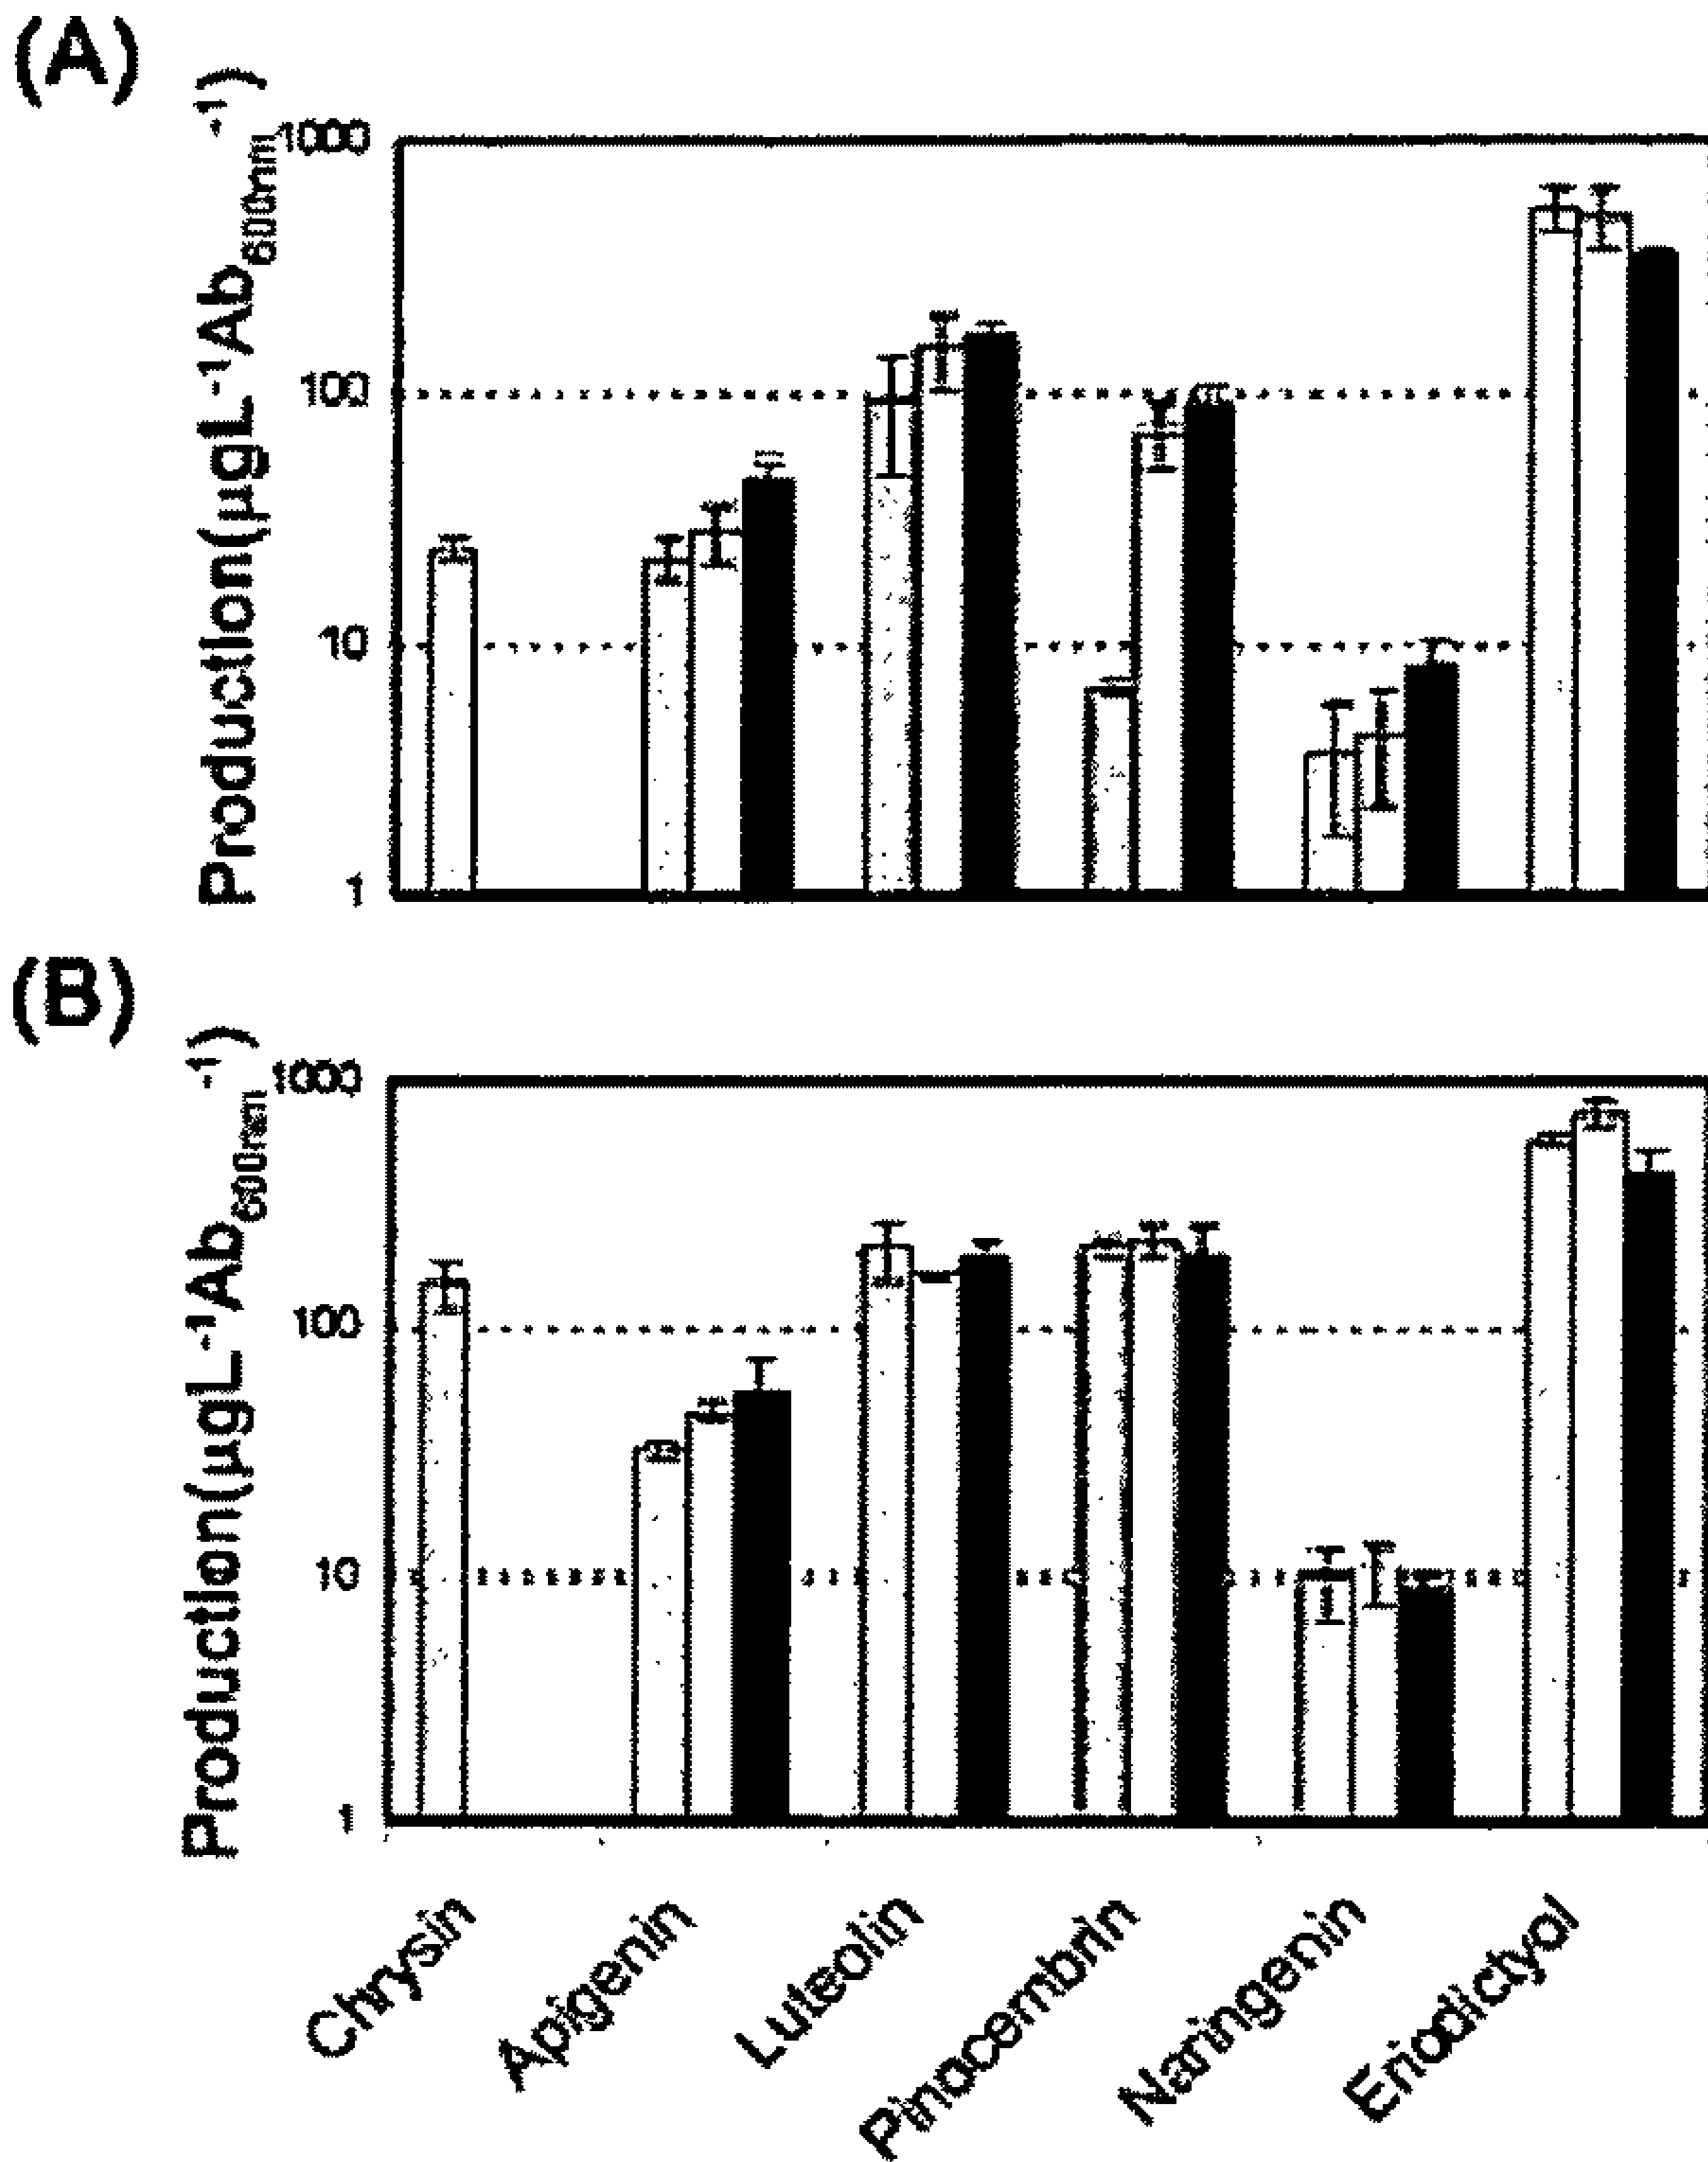 (A)
Production(µgL⁻¹Ab600nm⁻¹)
1000
100
10
1
(B)
Production(µgL⁻¹Ab600nm⁻¹)
1000
100
10
1
Chrysin
Apigenin
Luteolin
Pinocembrin
Naringenin
Eriodictyol